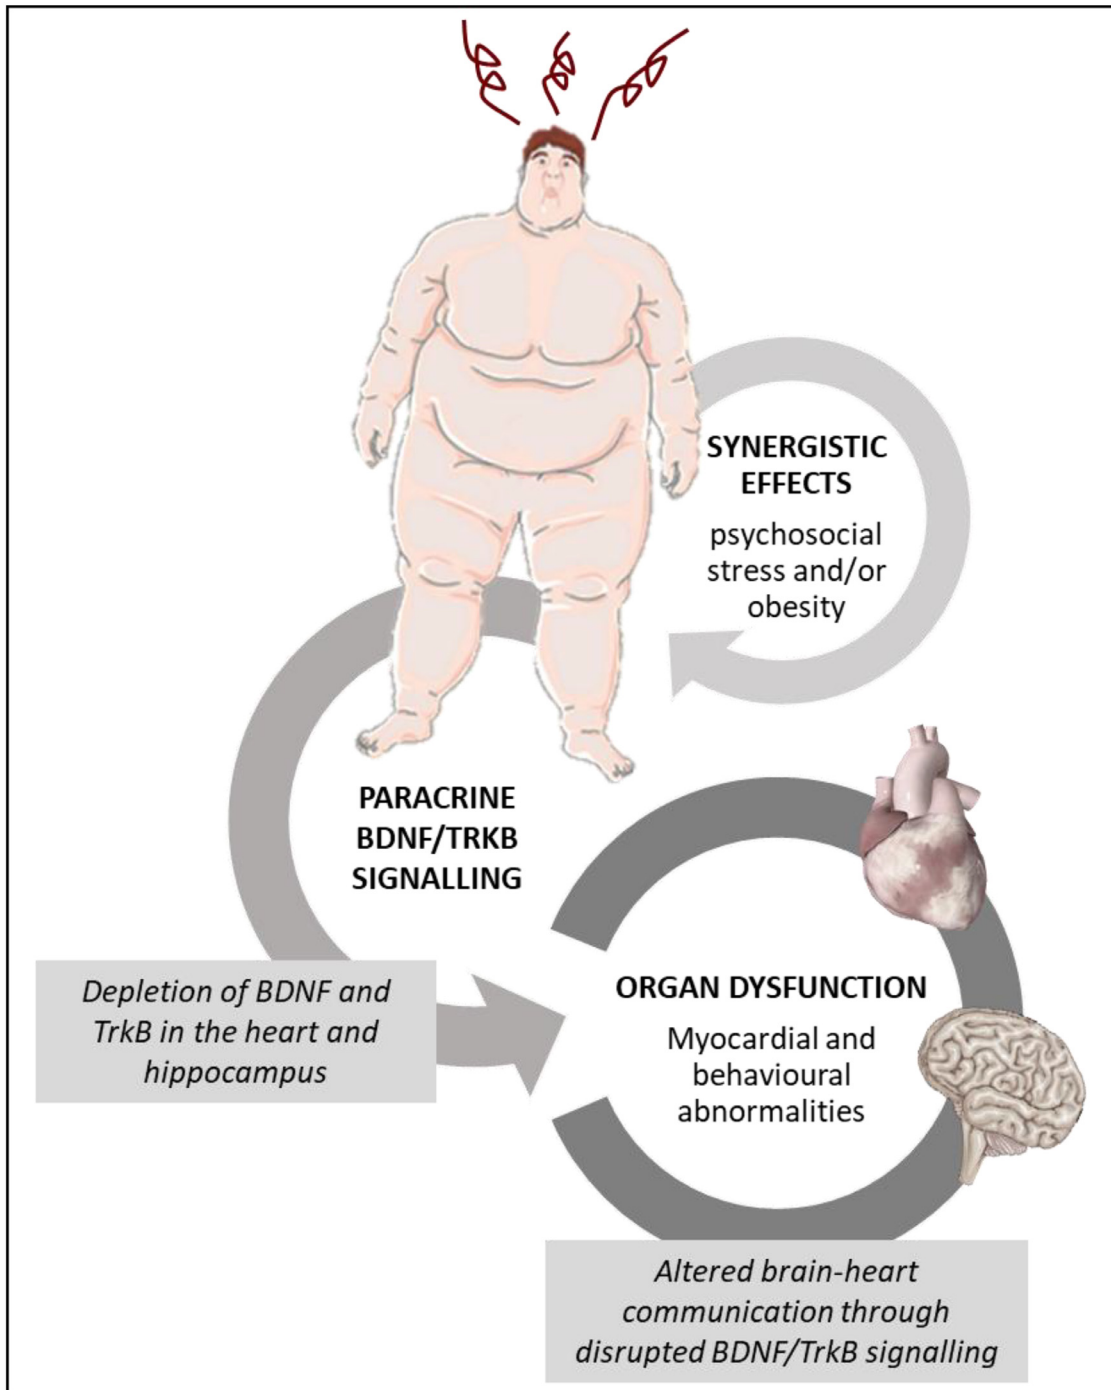 SYNERGISTIC
EFFECTS
psychosocial
stress and/or
obesity
PARACRINE
BDNF/TRKB
SIGNALLING
Depletion of BDNF and
TrkB in the heart and
hippocampus
ORGAN DYSFUNCTION
Myocardial and
behavioural
abnormalities
Altered brain-heart
communication through
disrupted BDNF/TrkB signalling